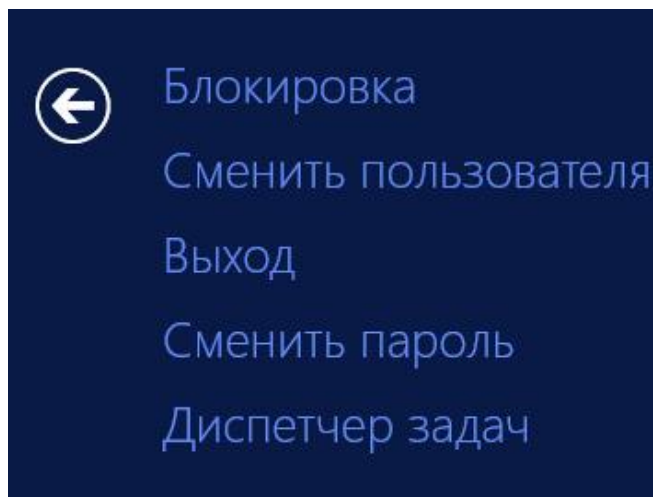 Блокировка
Сменить пользователя
Выход
Сменить пароль
Диспетчер задач